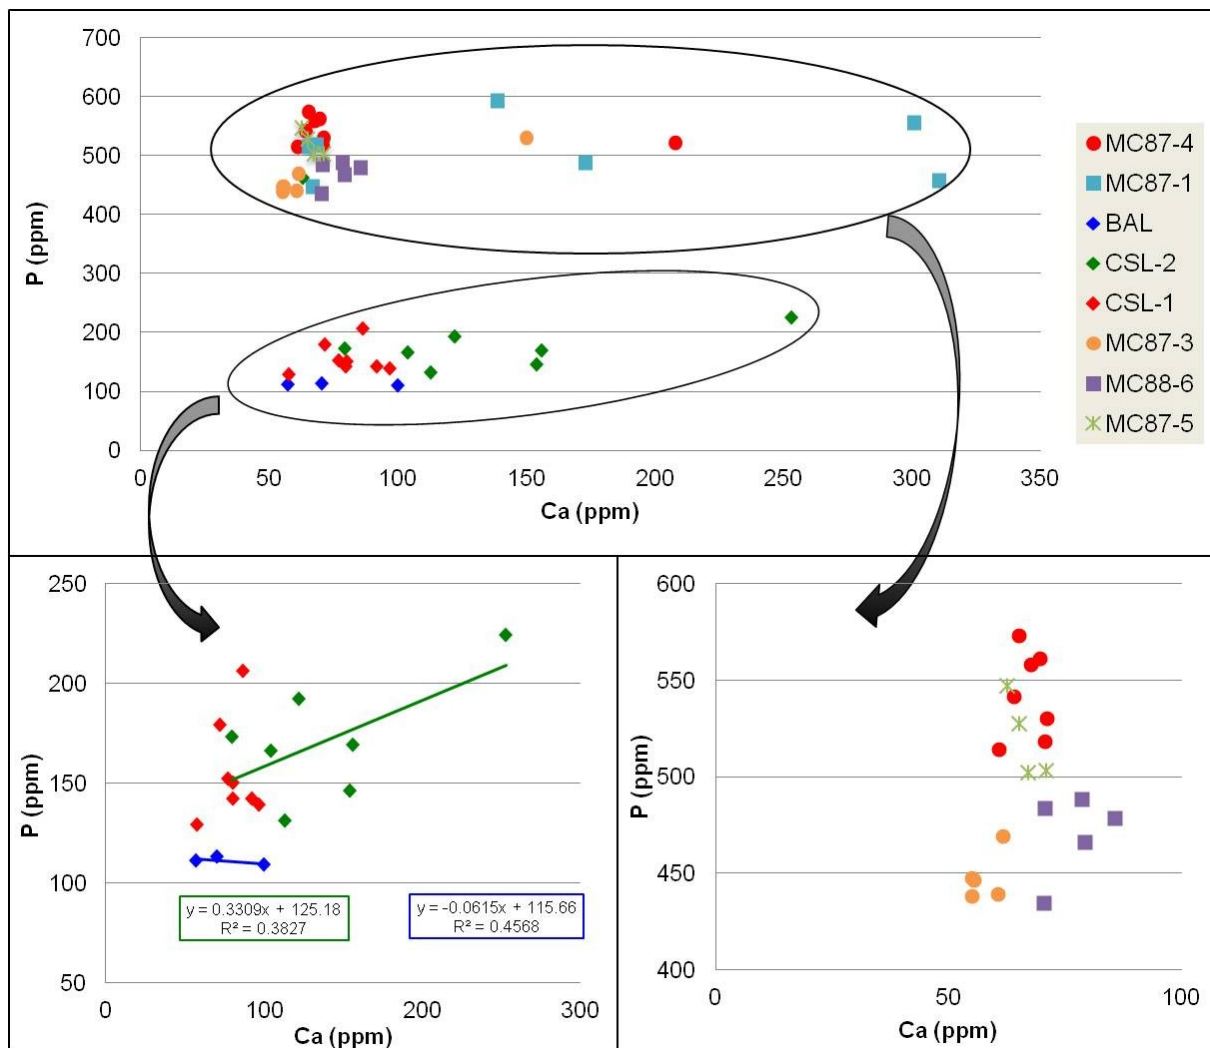 700
600
500
400
300
200
100
0
P (ppm)
0 50 100 150 200 250 300 350
Ca (ppm)
MC87-4
MC87-1
BAL
CSL-2
CSL-1
MC87-3
MC88-6
MC87-5
250
200
150
100
50
P (ppm)
y = 0.3309x + 125.18
R² = 0.3827
y = -0.0615x + 115.66
R² = 0.4568
0 100 200 300
Ca (ppm)
600
550
500
450
400
P (ppm)
0 50 100
Ca (ppm)